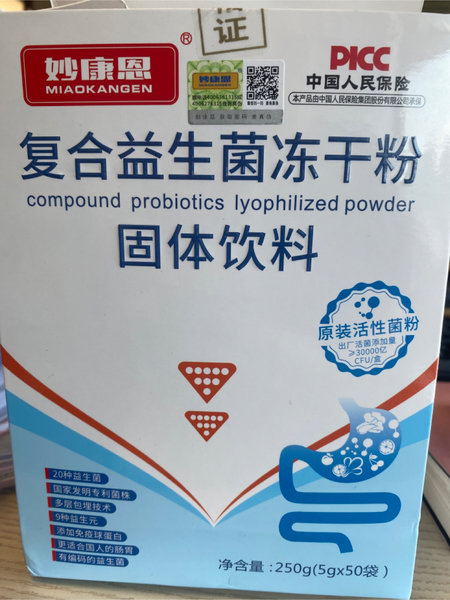 证
妙康恩®
MIAOKANGEN
妙康恩
PICC
中国人民保险
本产品由中国人民保险集团股份有限公司承保
复合益生菌冻干粉
compound probiotics lyophilized powder
固体饮料
原装活性菌粉
出厂活菌添加量
≥30000亿
CFU/盒
20种益生菌
国家发明专利菌株
多层包埋技术
9种益生元
添加免疫球蛋白
更适合国人的肠胃
有编码的益生菌
净含量：250g(5gx50袋)